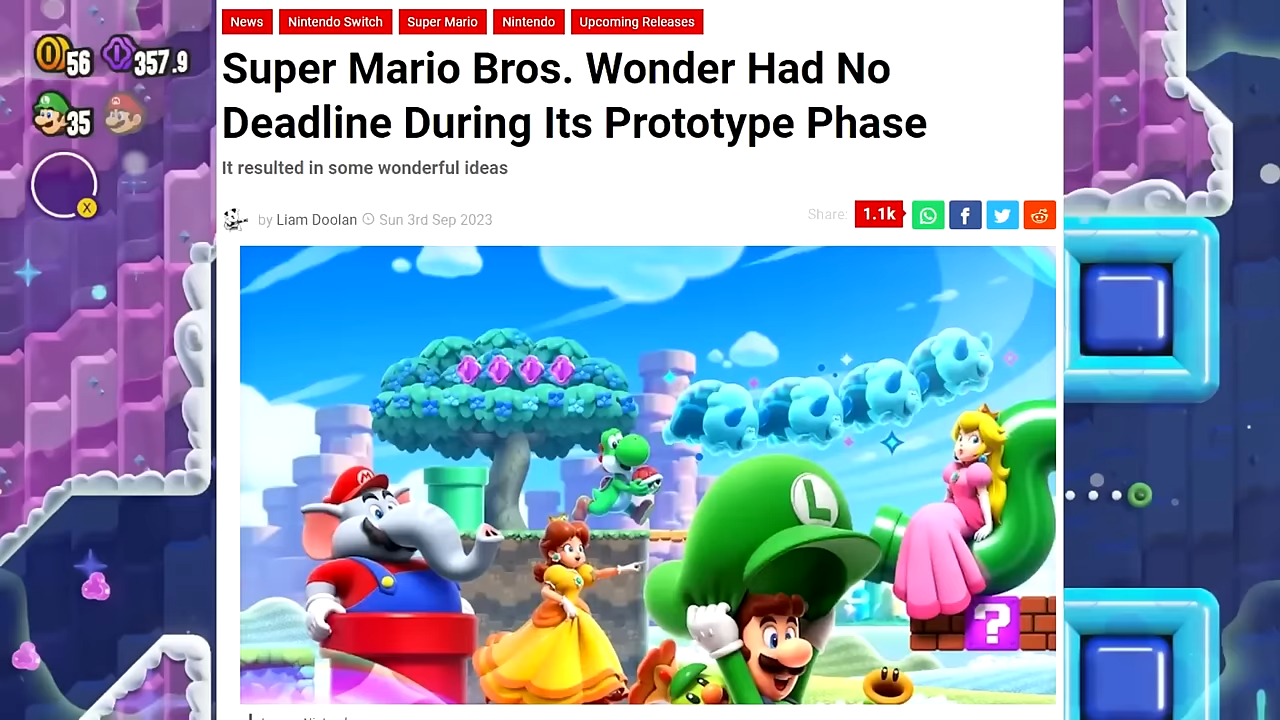 News Nintendo Switch Super Mario Nintendo Upcoming Releases
Super Mario Bros. Wonder Had No
Deadline During Its Prototype Phase
It resulted in some wonderful ideas
by Liam Doolan Sun 3rd Sep 2023
Share: 1.1k
56 357.9
35
X
M
L
?